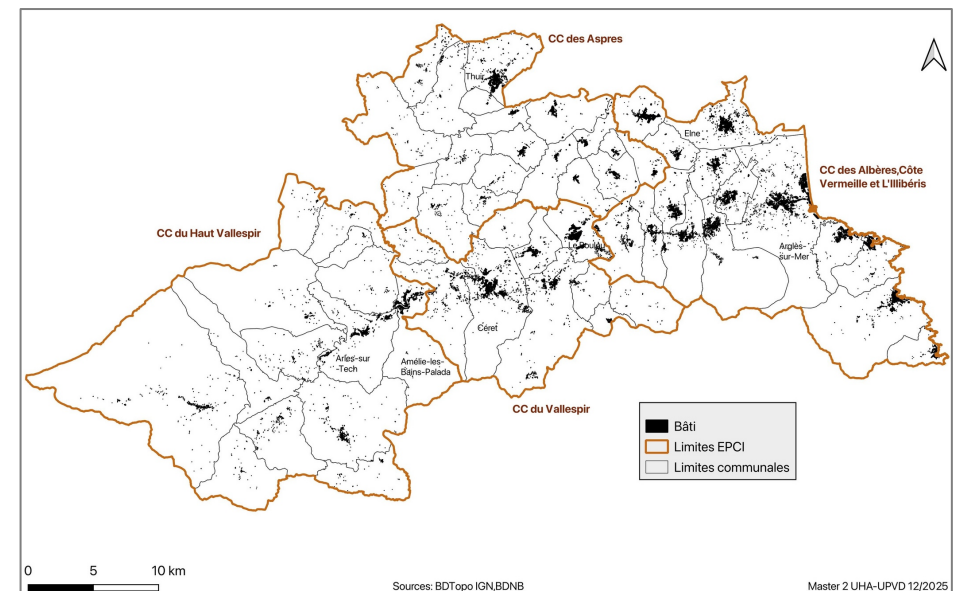 CC des Aspres
Thuir
Elne
CC des Albères,Côte
Vermeille et L'Illibéris
CC du Haut Vallespir
Le Boulou
Argelès
-sur-Mer
Céret
Arles-sur
-Tech
Amélie-les-
Bains-Palada
CC du Vallespir
Bâti
Limites EPCI
Limites communales
0 5 10 km
Sources: BDTopo IGN,BDNB
Master 2 UHA-UPVD 12/2025